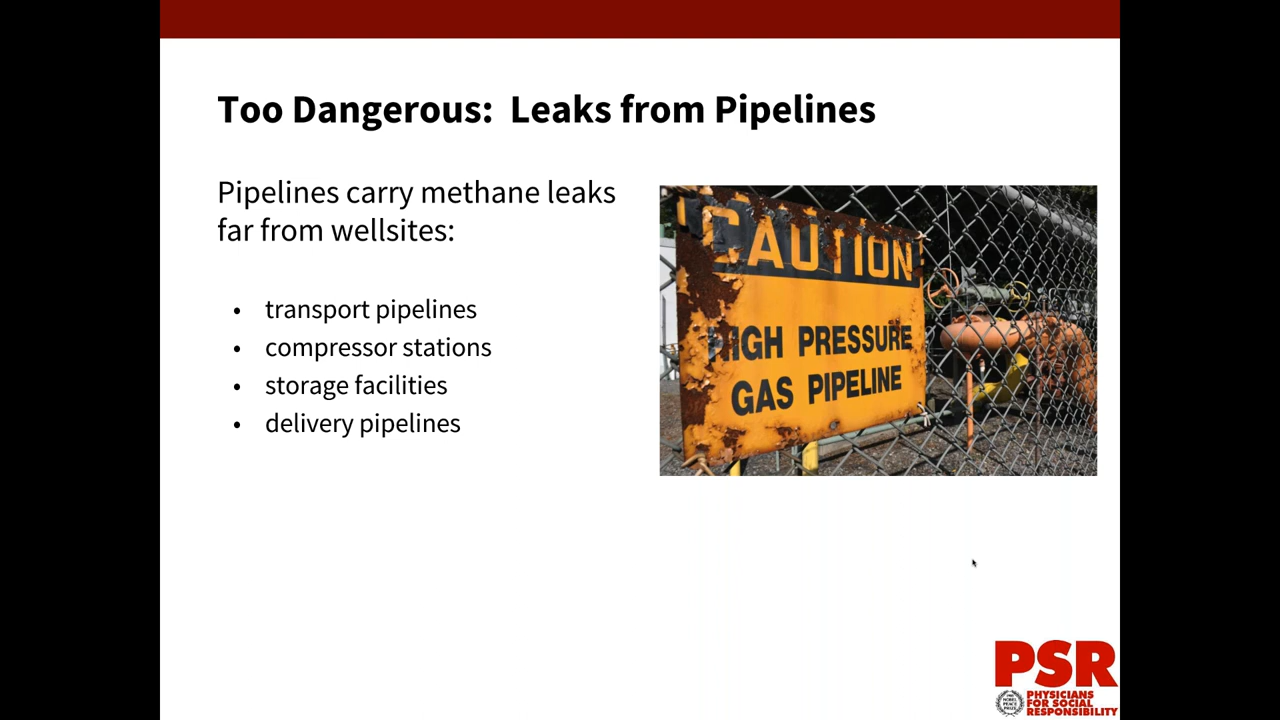 Too Dangerous:  Leaks from Pipelines
Pipelines carry methane leaks
far from wellsites:
• transport pipelines
• compressor stations
• storage facilities
• delivery pipelines
CAUTION
HIGH PRESSURE
GAS PIPELINE
PSR
PHYSICIANS
FOR SOCIAL
RESPONSIBILITY